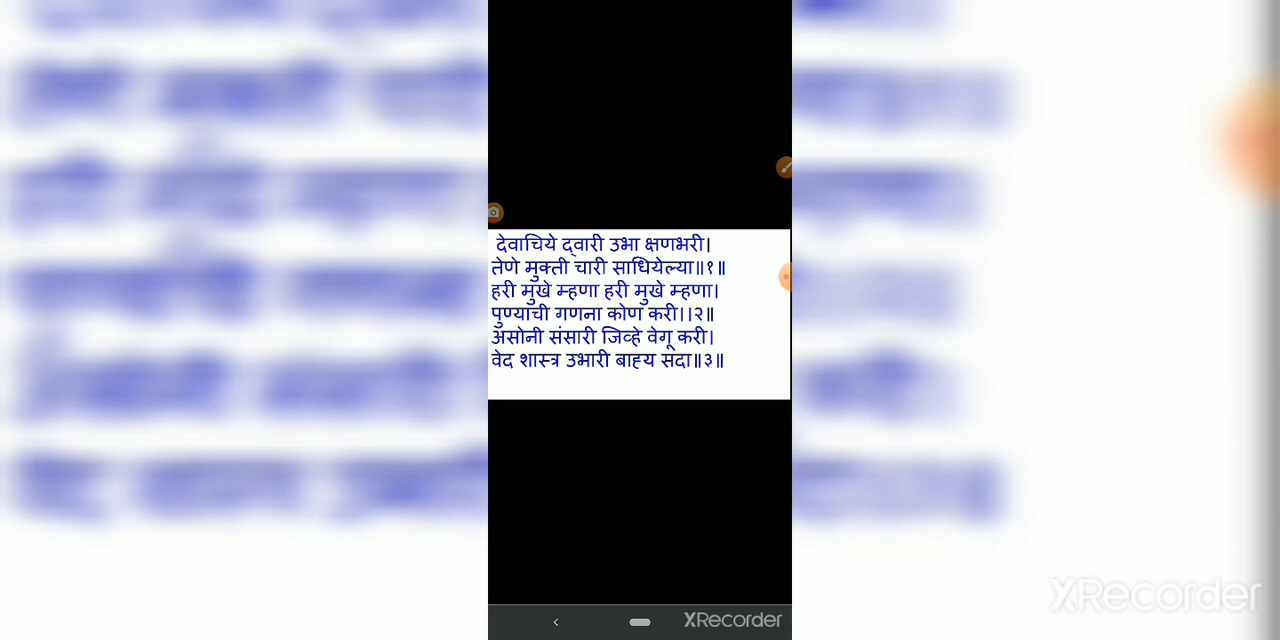 देवाचिये द्वारी उभा क्षणभरी।
तेणे मुक्ती चारी साधियेल्या॥१॥
हरी मुखे म्हणा हरी मुखे म्हणा।
पुण्याची गणना कोण करी।।२॥
असोनी संसारी जिव्हे वेगू करी।
वेद शास्त्र उभारी बाह्य सदा॥३॥
XRecorder
XRecorder